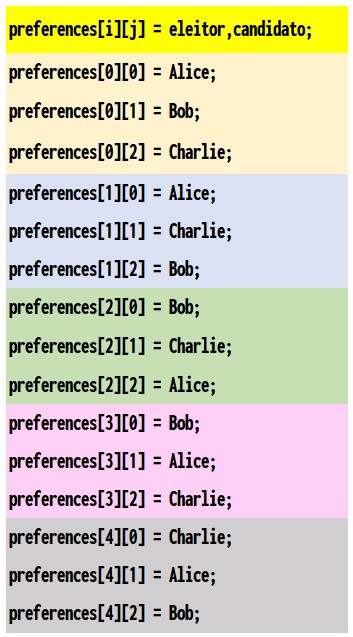 preferences[i][j] = eleitor,candidato;
preferences[0][0] = Alice;
preferences[0][1] = Bob;
preferences[0][2] = Charlie;
preferences[1][0] = Alice;
preferences[1][1] = Charlie;
preferences[1][2] = Bob;
preferences[2][0] = Bob;
preferences[2][1] = Charlie;
preferences[2][2] = Alice;
preferences[3][0] = Bob;
preferences[3][1] = Alice;
preferences[3][2] = Charlie;
preferences[4][0] = Charlie;
preferences[4][1] = Alice;
preferences[4][2] = Bob;